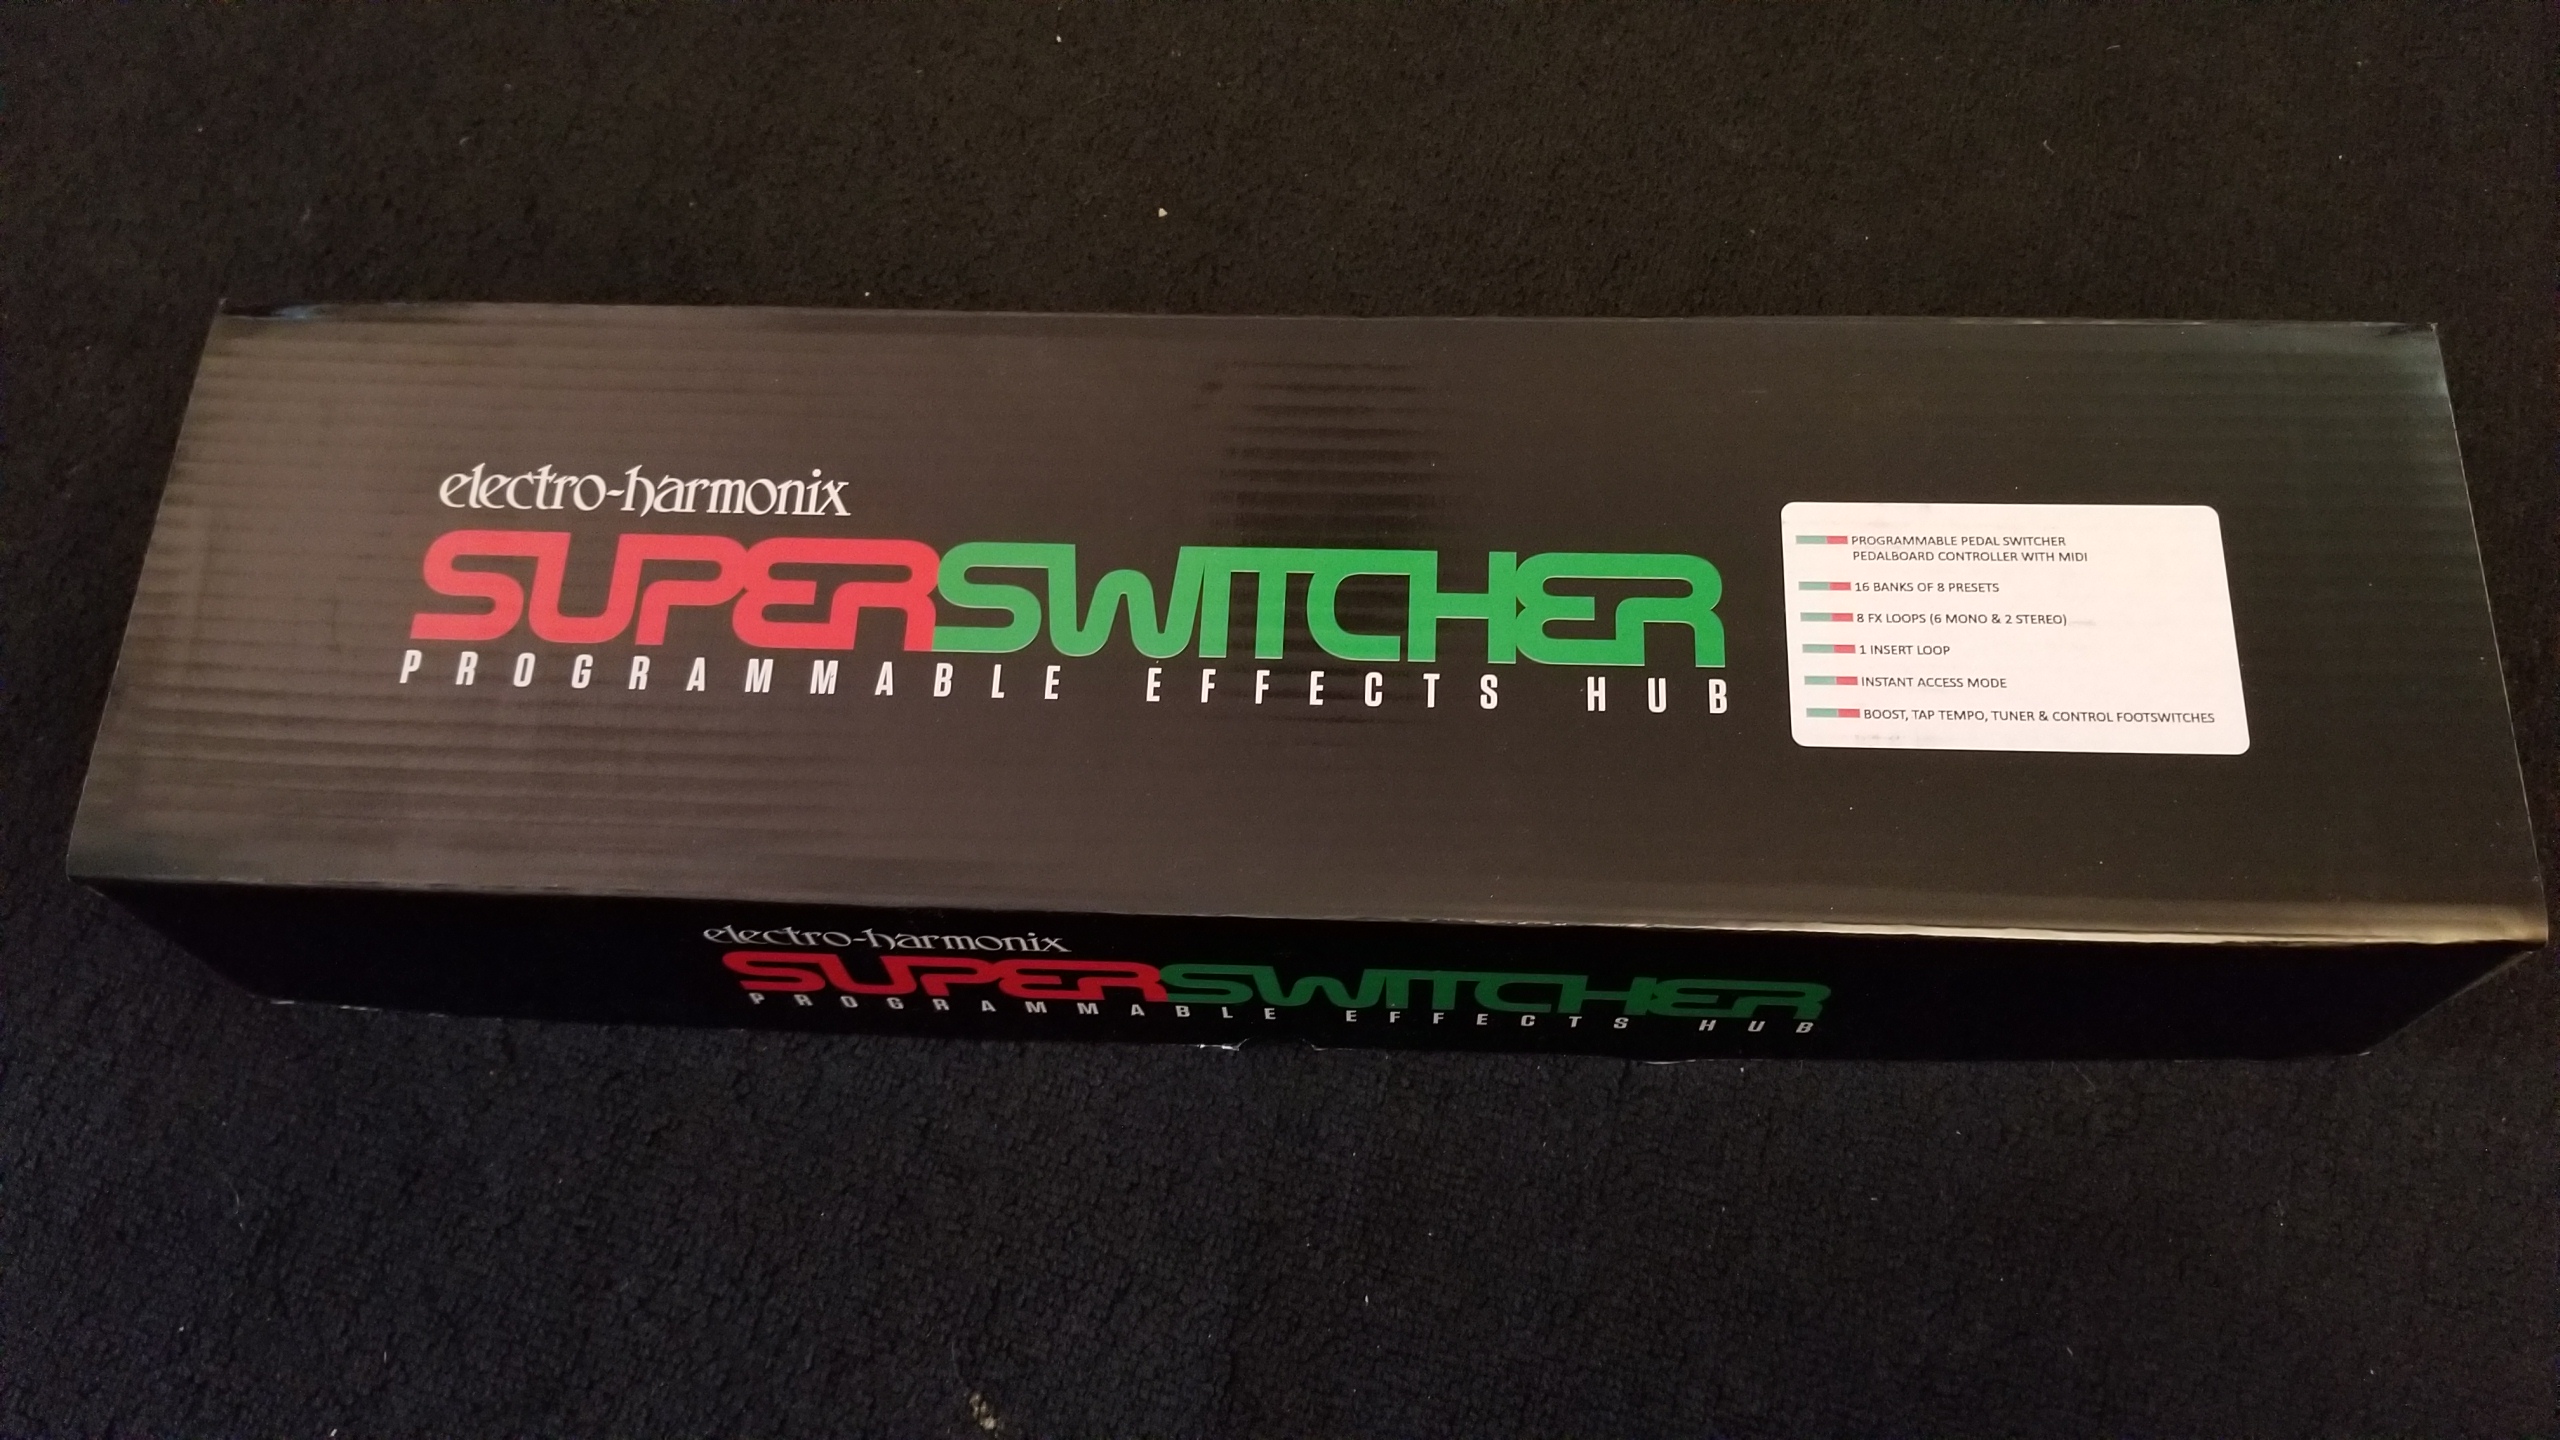 electro-harmonix
SUPERSWITCHER
PROGRAMMABLE EFFECTS HUB
PROGRAMMABLE PEDAL SWITCHER
PEDALBOARD CONTROLLER WITH MIDI
16 BANKS OF 8 PRESETS
8 FX LOOPS (6 MONO & 2 STEREO)
1 INSERT LOOP
INSTANT ACCESS MODE
BOOST, TAP TEMPO, TUNER & CONTROL FOOTSWITCHES
electro-harmonix
SUPERSWITCHER
PROGRAMMABLE EFFECTS HUB